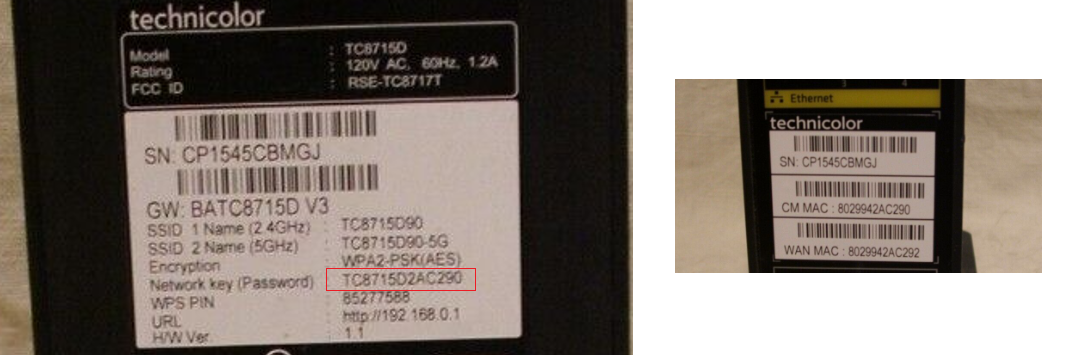 technicolor
Model : TC8715D
Rating : 120V AC, 60Hz, 1.2A
FCC ID : RSE-TC8717T
SN: CP1545CBMGJ
GW: BATC8715D V3
SSID 1 Name (2.4GHz) : TC8715D90
SSID 2 Name (5GHz) : TC8715D90-5G
Encryption : WPA2-PSK(AES)
Network key (Password) : TC8715D2AC290
WPS PIN : 85277588
URL : http://192.168.0.1
H/W Ver. : 1.1
3 4
Ethernet
technicolor
SN: CP1545CBMGJ
CM MAC : 8029942AC290
WAN MAC : 8029942AC292